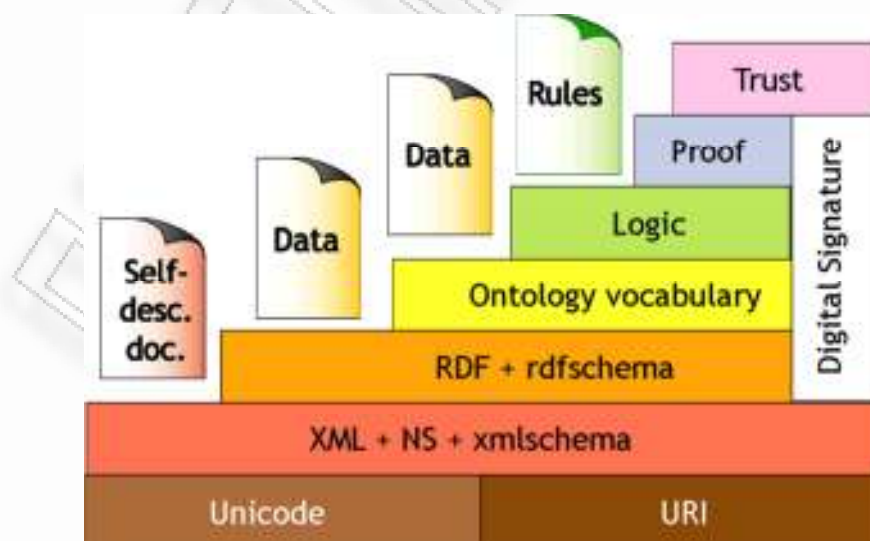 Rules
Trust
Data
Proof
Data
Logic
Self-
desc.
doc.
Ontology vocabulary
Digital Signature
RDF + rdfschema
XML + NS + xmlschema
Unicode
URI